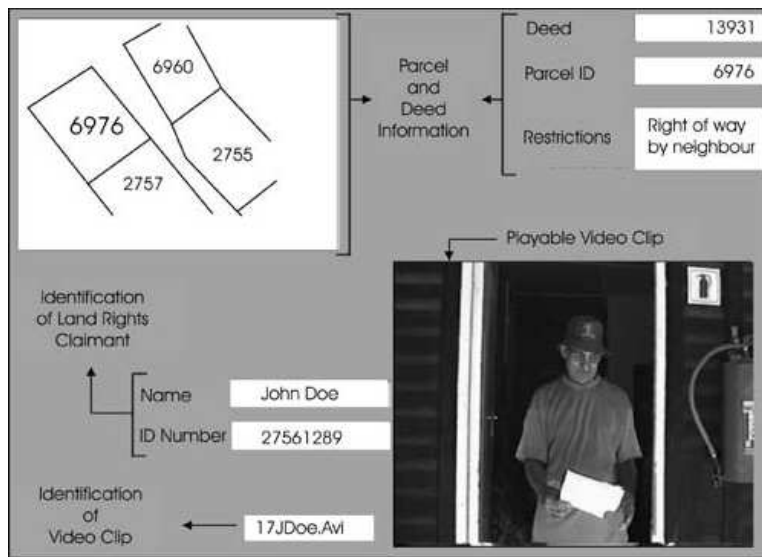 6960
6976
2755
2757
Parcel
and
Deed
Information
Deed
13931
Parcel ID
6976
Restrictions
Right of way
by neighbour
Playable Video Clip
Identification
of Land Rights
Claimant
Name
John Doe
ID Number
27561289
Identification
of
Video Clip
17JDoe.Avi